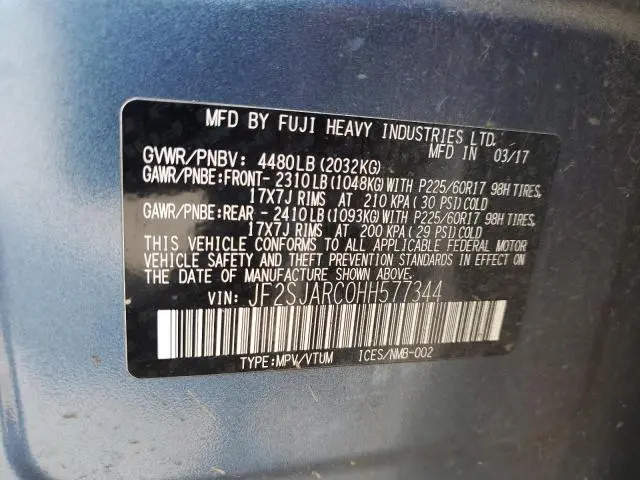 MFD BY FUJI HEAVY INDUSTRIES LTD.
MFD IN 03/17
GVWR/PNBV: 4480LB (2032KG)
GAWR/PNBE:FRONT- 2310LB (1048KG) WITH P225/60R17 98H TIRES,
17X7J RIMS AT 210 KPA ( 30 PSI) COLD
GAWR/PNBE:REAR - 2410LB (1093KG) WITH P225/60R17 98H TIRES,
17X7J RIMS AT 200 KPA ( 29 PSI) COLD
THIS VEHICLE CONFORMS TO ALL APPLICABLE FEDERAL MOTOR
VEHICLE SAFETY AND THEFT PREVENTION STANDARDS IN EFFECT ON
THE DATE OF MANUFACTURE SHOWN ABOVE.
VIN: JF2SJARC0HH577344
TYPE:MPV/VTUM ICES/NMB-002